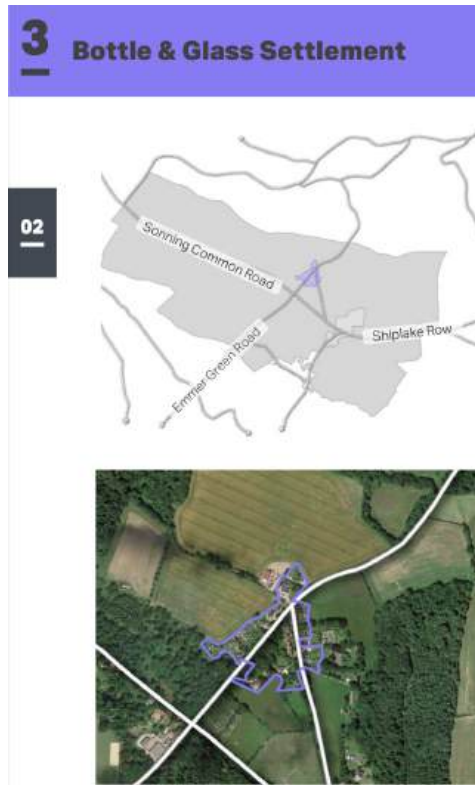 3 Bottle & Glass Settlement
02
Sonning Common Road
Emmer Green Road
Shiplake Row